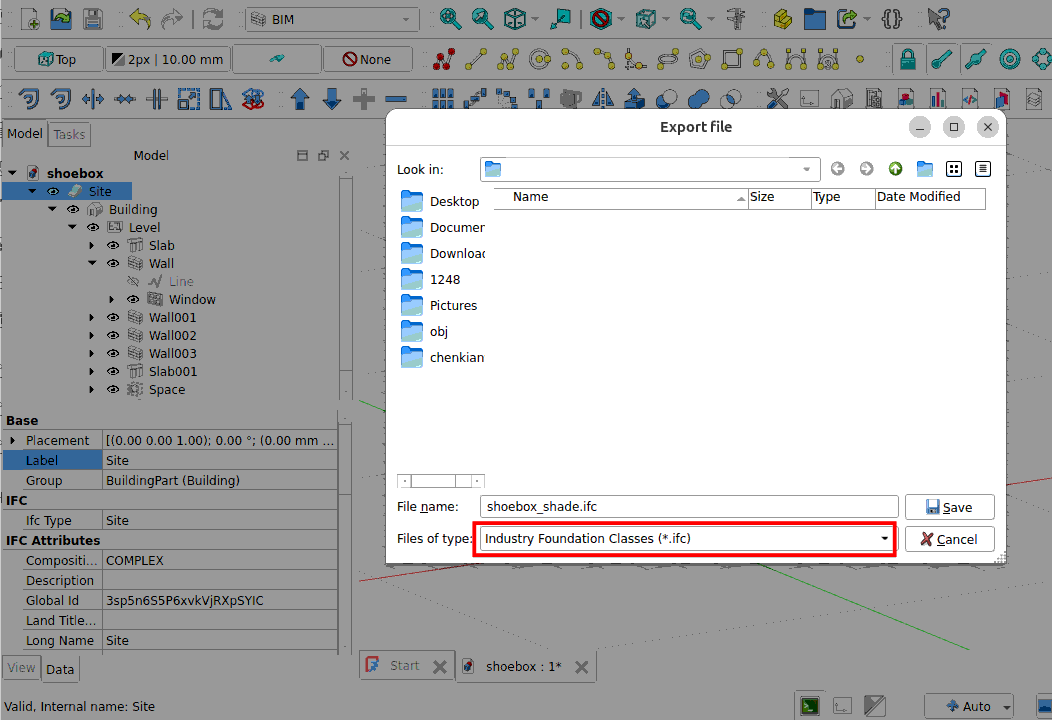 BIM
Top
2px | 10.00 mm
None
Model
Tasks
Model
shoebox
Site
Building
Level
Slab
Wall
Line
Window
Wall001
Wall002
Wall003
Slab001
Space
Base
Placement
[(0.00 0.00 1.00); 0.00 °; (0.00 mm ...
Label
Site
Group
BuildingPart (Building)
IFC
Ifc Type
Site
IFC Attributes
Compositi...
COMPLEX
Description
Global Id
3sp5n6S5P6xvkVjRXpSYIC
Land Title...
Long Name
Site
View
Data
Valid, Internal name: Site
Export file
Look in:
Name
Size
Type
Date Modified
Desktop
Documen
Downloac
1248
Pictures
obj
chenkian
File name:
shoebox_shade.ifc
Save
Files of type:
Industry Foundation Classes (*.ifc)
Cancel
Start
shoebox : 1*
Auto